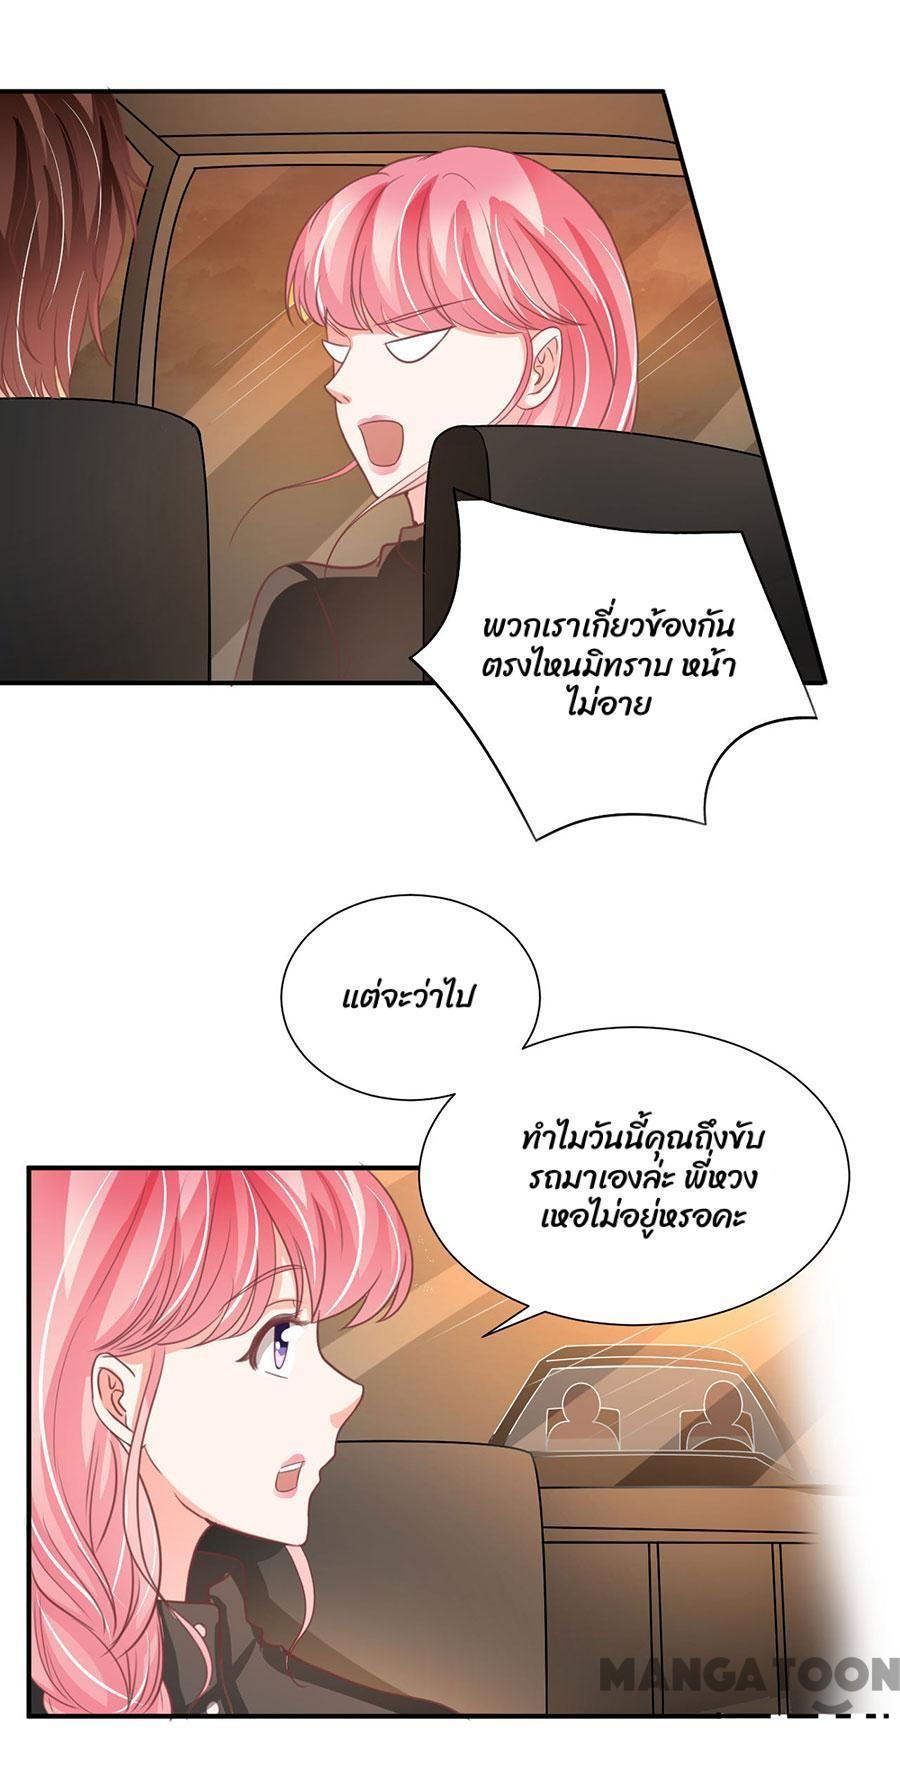 พวกเราเกี่ยวข้องกัน
ตรงไหนมิทราบ หน้า
ไม่อาย
แต่จะว่าไป
ทำไมวันนี้คุณถึงขับ
รถมาเองล่ะ พี่หวง
เหอไม่อยู่หรอคะ
MANGATOON